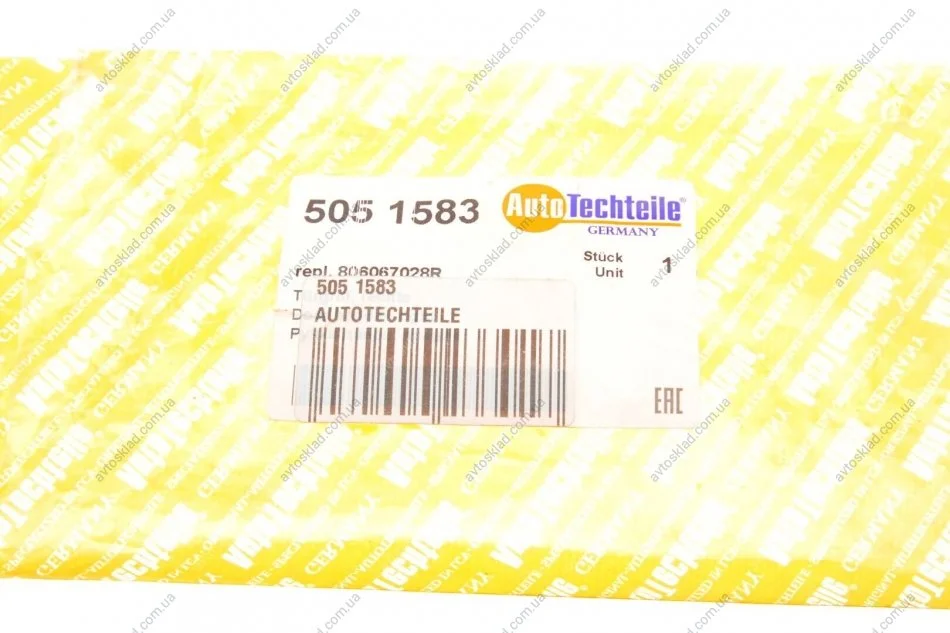 505 1583
AutoTechteile®
GERMANY
Stück
Unit
1
repl. 806067028R
T
D
P
505 1583
AUTOTECHTEILE
EAC
avtosklad.com.ua